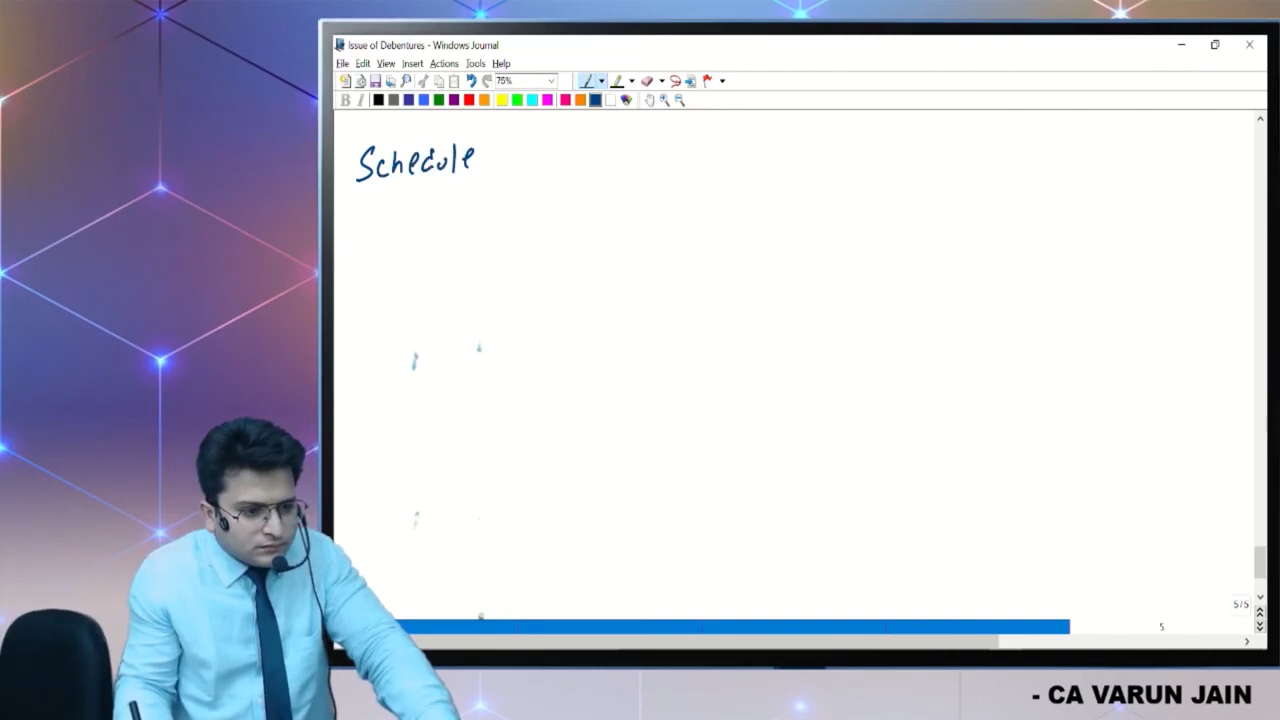 Issue of Debentures - Windows Journal
File Edit View Insert Actions Tools Help
75%
B I
Schedule
5/5
5
- CA VARUN JAIN